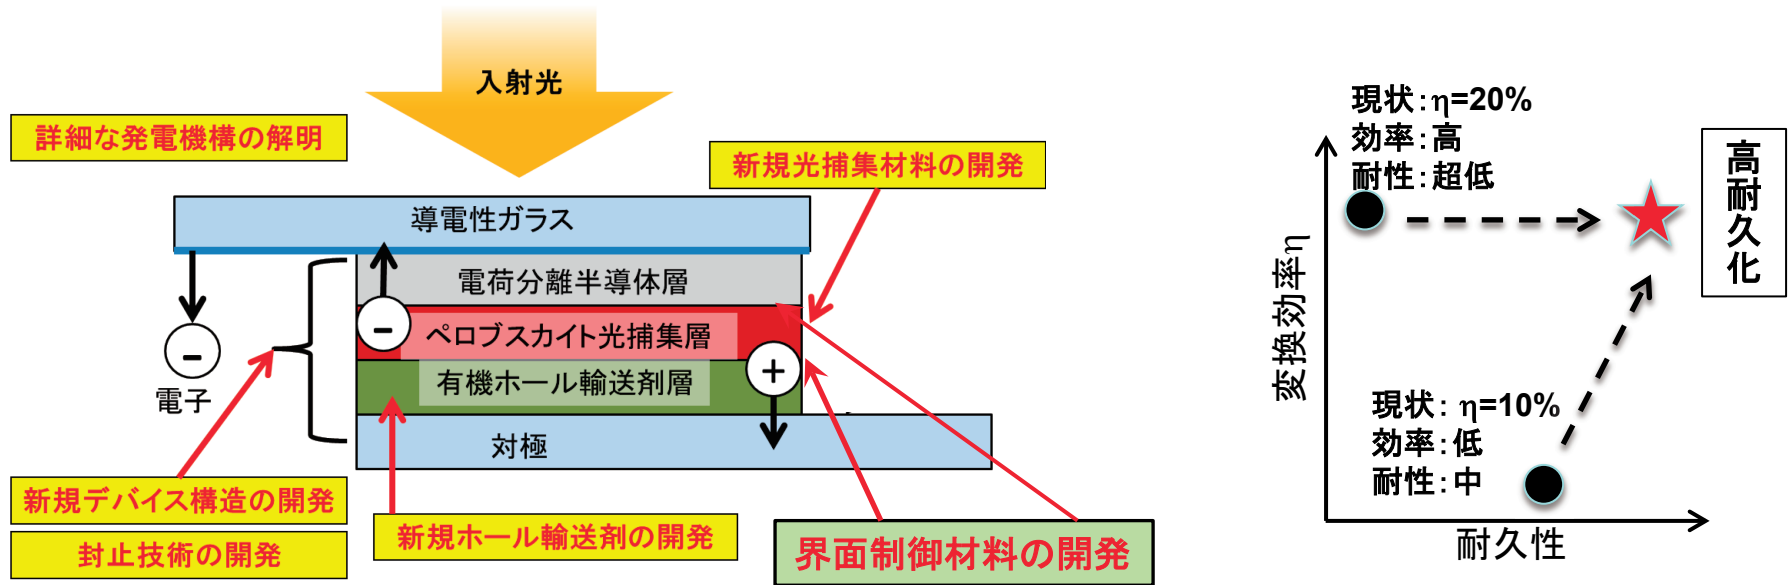 入射光
詳細な発電機構の解明
新規光捕集材料の開発
導電性ガラス
電荷分離半導体層
-
ペロブスカイト光捕集層
+
有機ホール輸送剤層
-
電子
対極
新規デバイス構造の開発
封止技術の開発
新規ホール輸送剤の開発
界面制御材料の開発
現状:η=20%
効率:高
耐性:超低
高耐久化
変換効率η
現状: η=10%
効率:低
耐性:中
耐久性